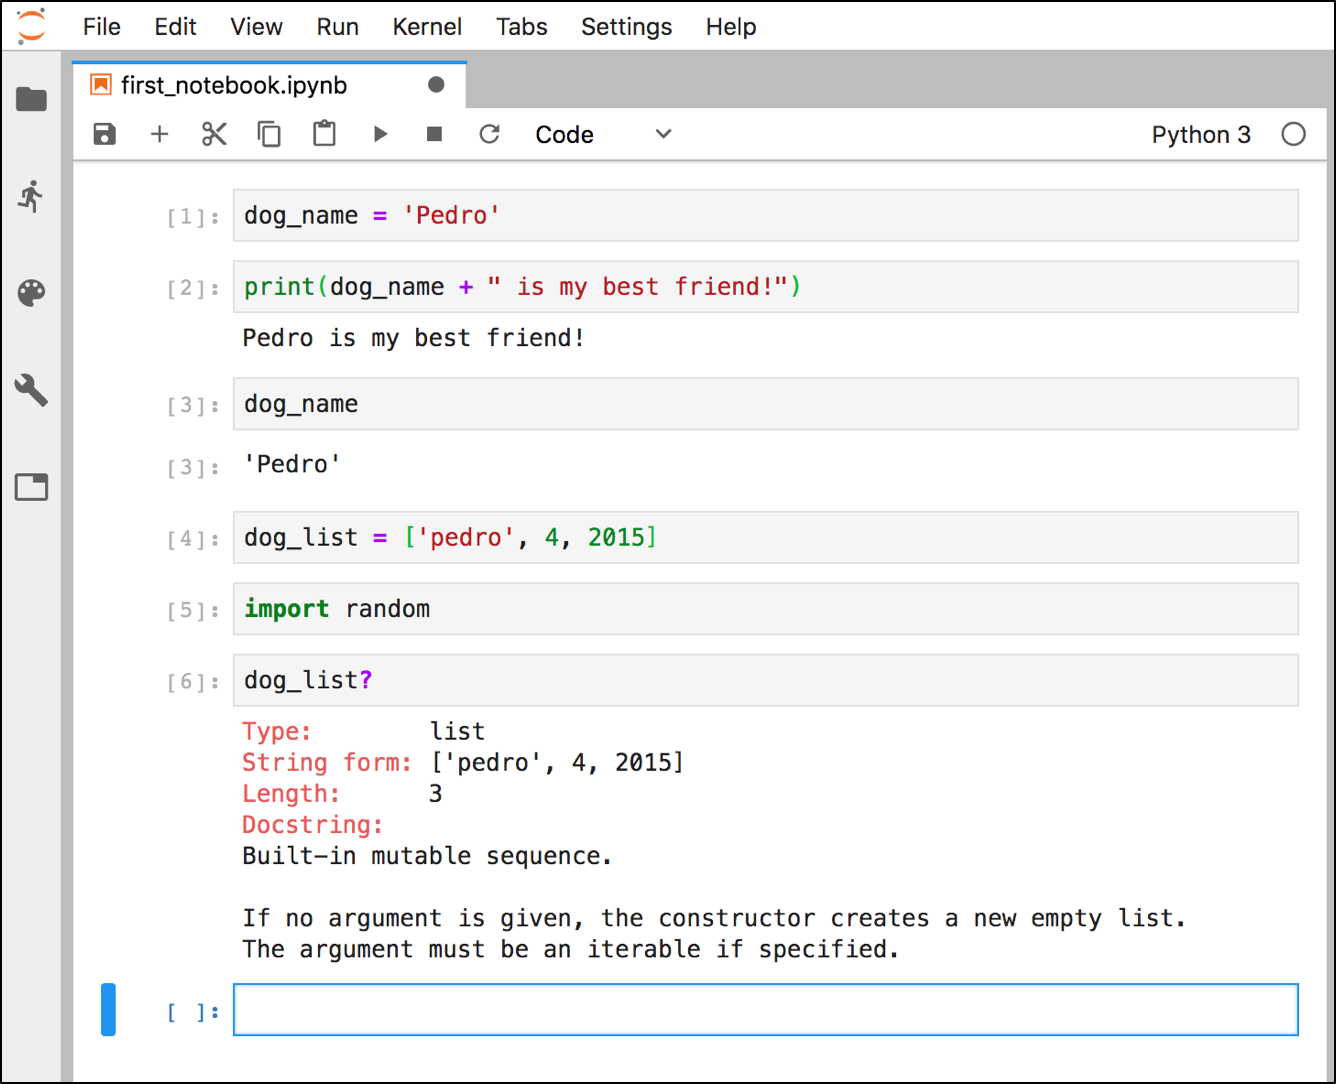 File Edit View Run Kernel Tabs Settings Help
first_notebook.ipynb
Code Python 3
[1]: dog_name = 'Pedro'
[2]: print(dog_name + " is my best friend!")
Pedro is my best friend!
[3]: dog_name
[3]: 'Pedro'
[4]: dog_list = ['pedro', 4, 2015]
[5]: import random
[6]: dog_list?
Type: list
String form: ['pedro', 4, 2015]
Length: 3
Docstring:
Built-in mutable sequence.
If no argument is given, the constructor creates a new empty list.
The argument must be an iterable if specified.
[ ]: